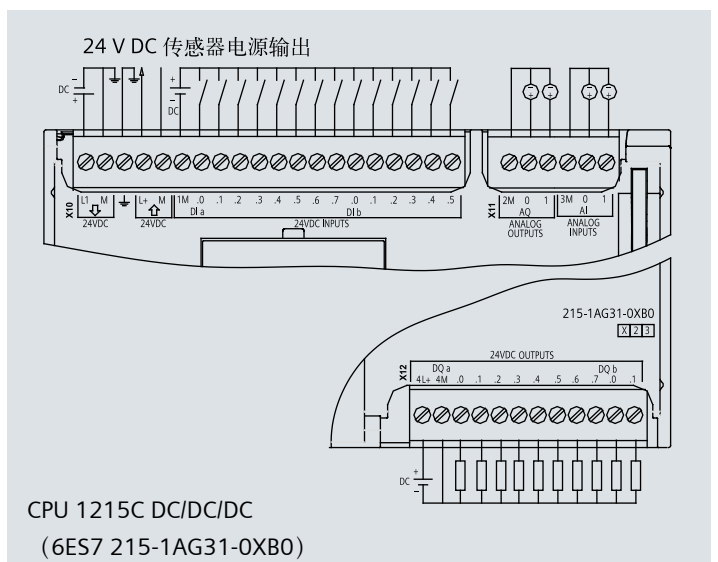 24 V DC 传感器电源输出
DC
DC
L1 M L+ M 1M .0 .1 .2 .3 .4 .5 .6 .7 .0 .1 .2 .3 .4 .5
X10
24VDC 24VDC
DI a DI b
24VDC INPUTS
X11
2M 0 1 3M 0 1
AQ AI
ANALOG OUTPUTS
ANALOG INPUTS
215-1AG31-0XB0
X 2 3
24VDC OUTPUTS
X12
DQ a DQ b
4L+ 4M .0 .1 .2 .3 .4 .5 .6 .7 .0 .1
DC
CPU 1215C DC/DC/DC
(6ES7 215-1AG31-0XB0)